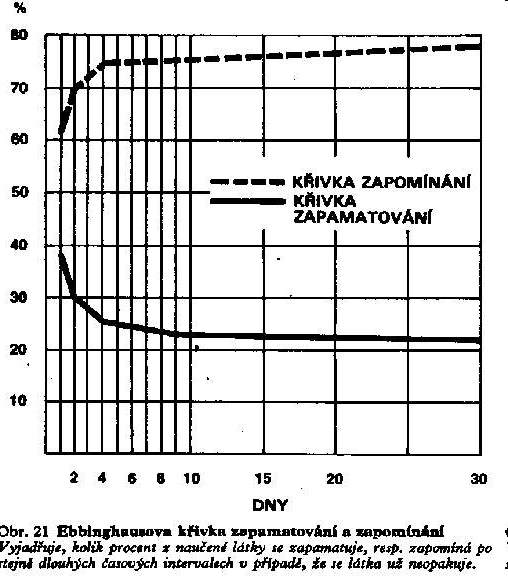 %
80
70
60
50
40
30
20
10
KŘIVKA ZAPOMÍNÁNÍ
KŘIVKA
ZAPAMATOVÁNÍ
2 4 6 8 10 15 20 30
DNY
Obr. 21 Ebbinghausova křivka zapamatování a zapomínání
Vyjadřuje, kolik procent z naučené látky se zapamatuje, resp. zapomíná po
stejně dlouhých časových intervalech v případě, že se látka už neopakuje.